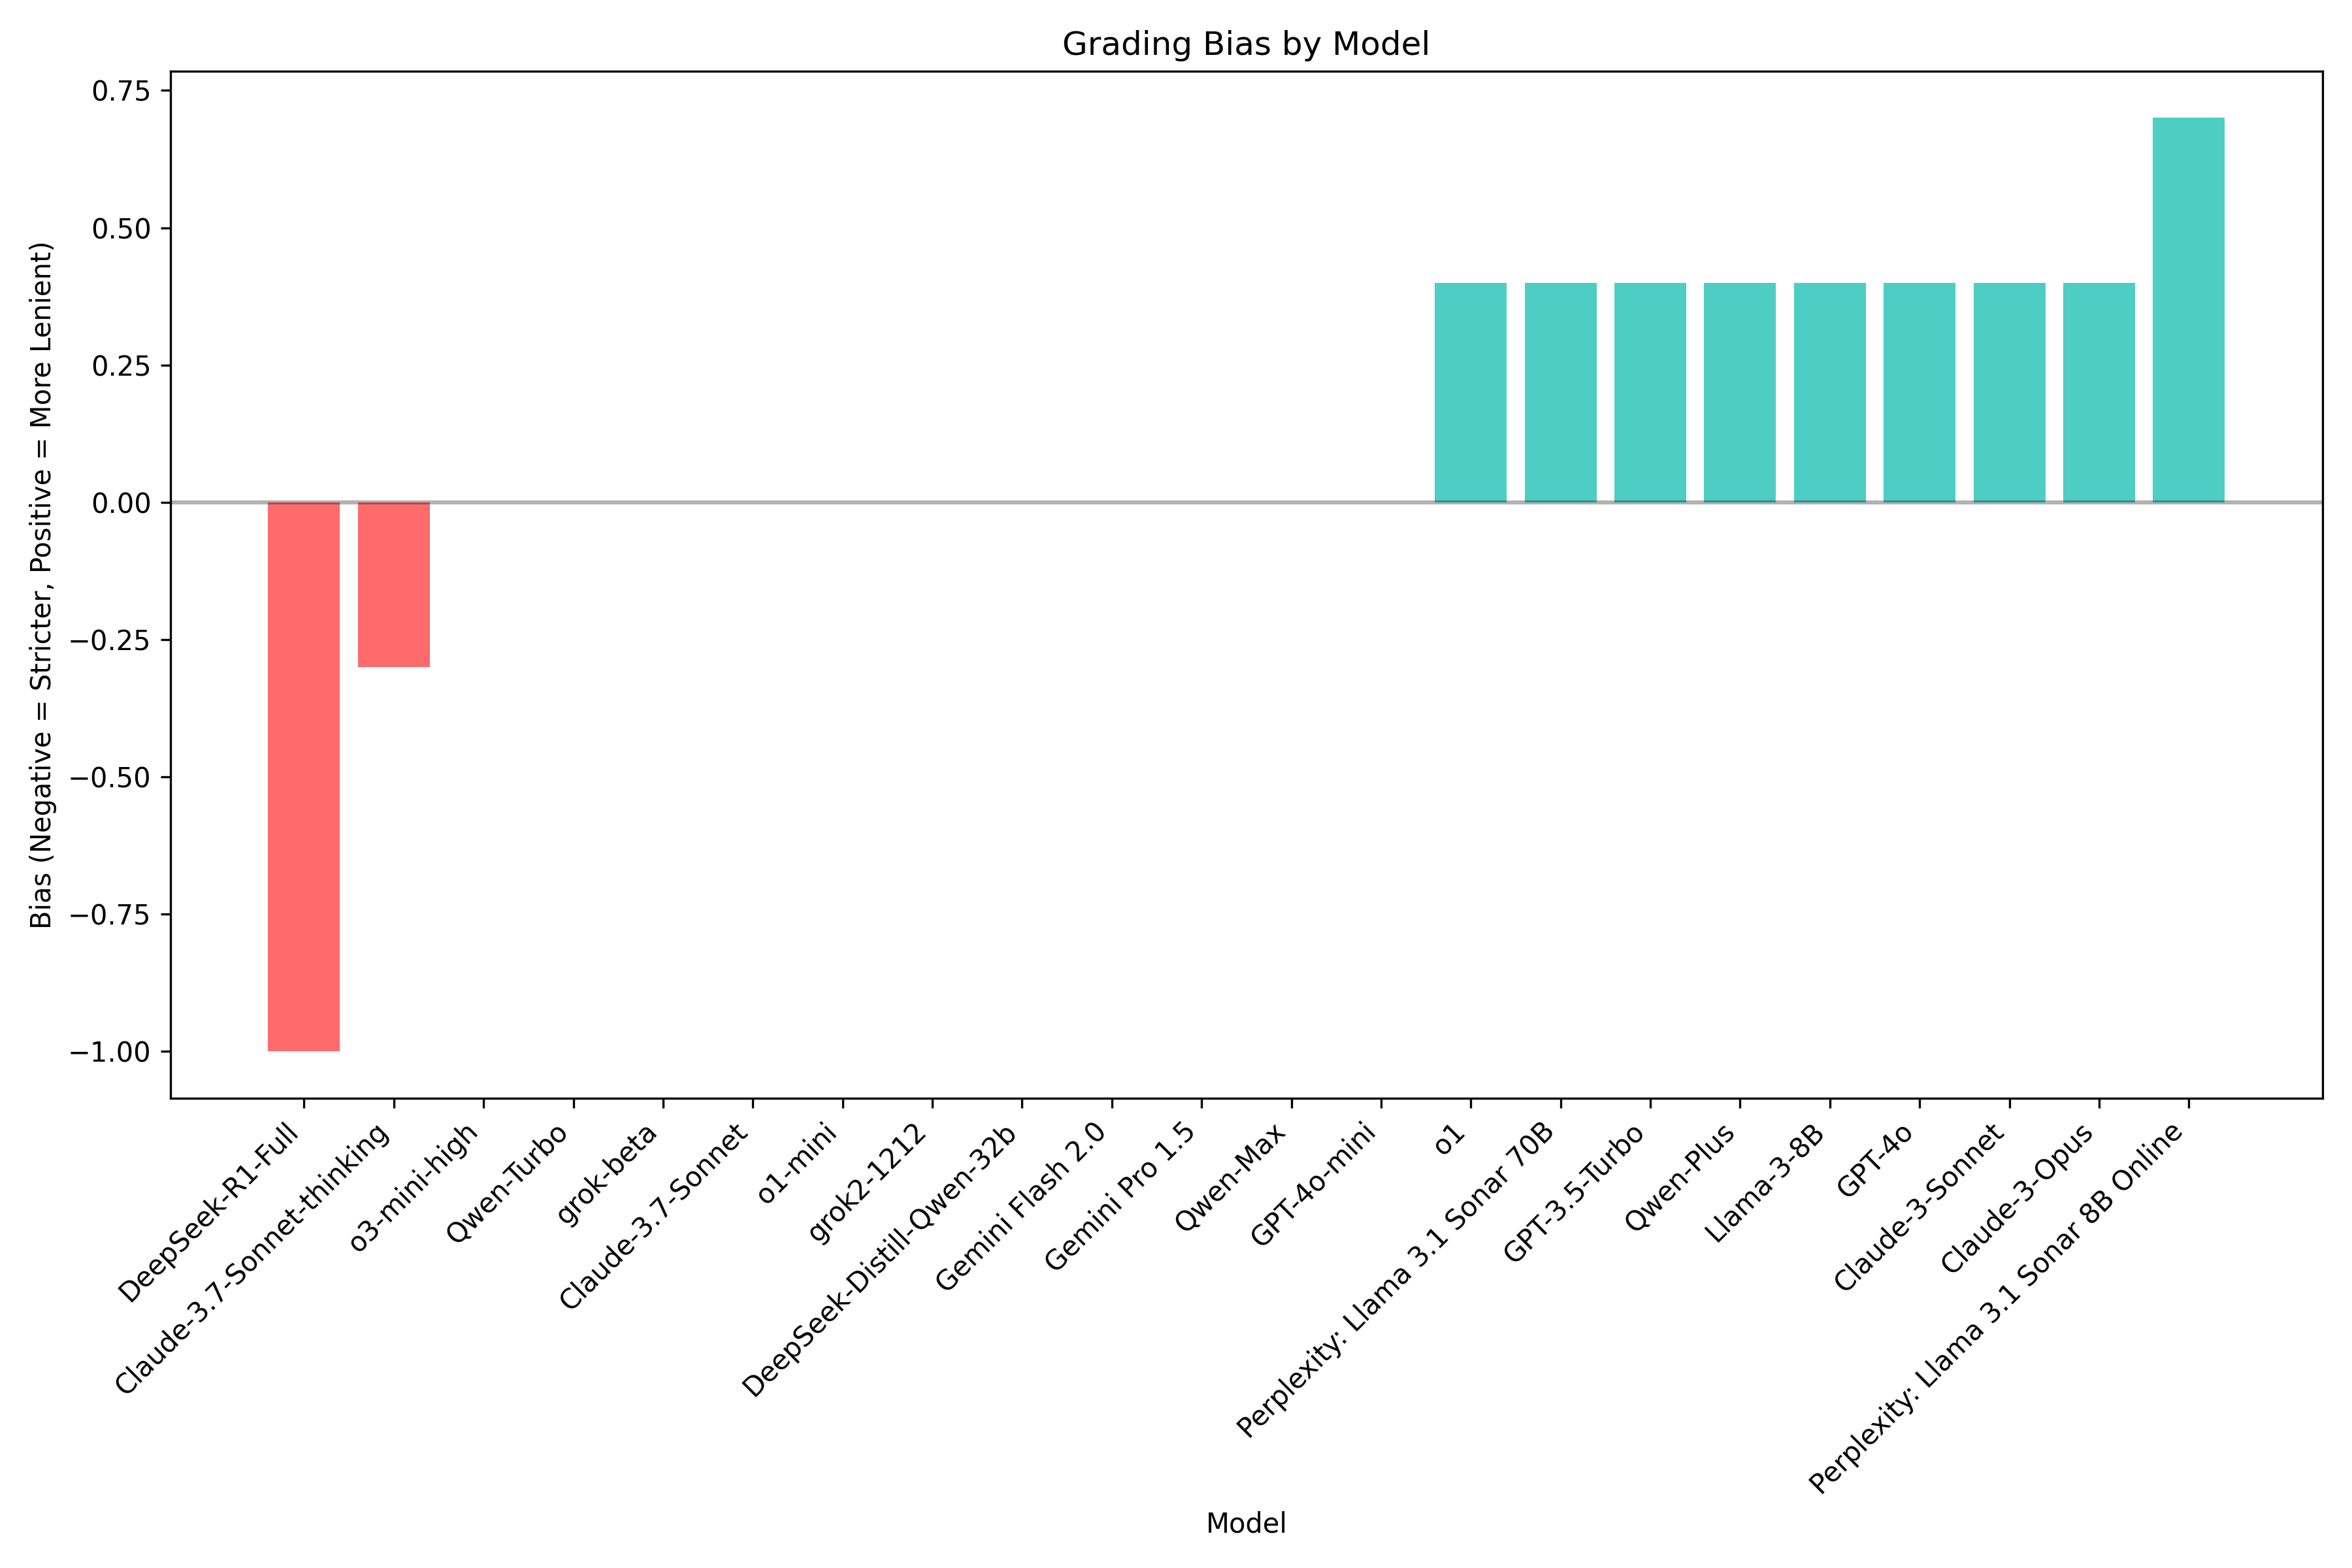 Grading Bias by Model
Bias (Negative = Stricter, Positive = More Lenient)
0.75
0.50
0.25
0.00
−0.25
−0.50
−0.75
−1.00
DeepSeek-R1-Full
Claude-3.7-Sonnet-thinking
o3-mini-high
Qwen-Turbo
grok-beta
Claude-3.7-Sonnet
o1-mini
grok2-1212
DeepSeek-Distill-Qwen-32b
Gemini Flash 2.0
Gemini Pro 1.5
Qwen-Max
GPT-4o-mini
o1
Perplexity: Llama 3.1 Sonar 70B
GPT-3.5-Turbo
Qwen-Plus
Llama-3-8B
GPT-4o
Claude-3-Sonnet
Claude-3-Opus
Perplexity: Llama 3.1 Sonar 8B Online
Model